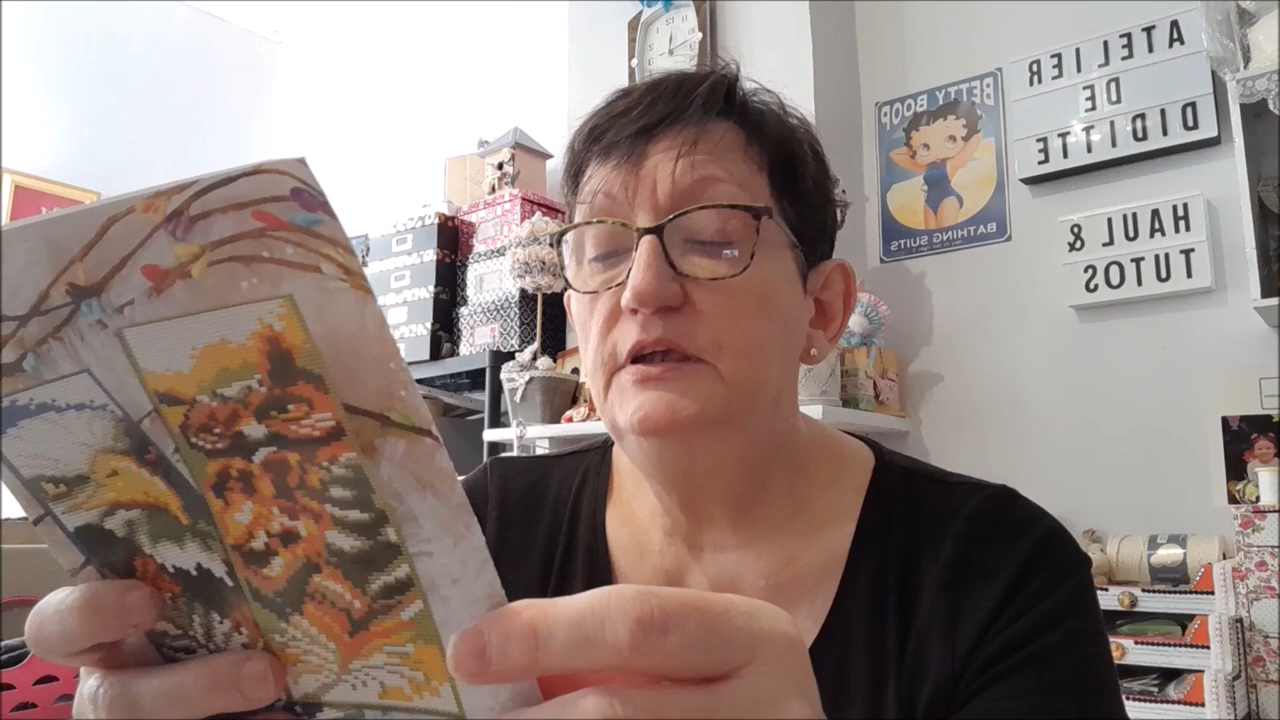 BETTY BOOP
BATHING SUITS
ATELIER
DE
DIDITTE
HAUL &
TUTOS